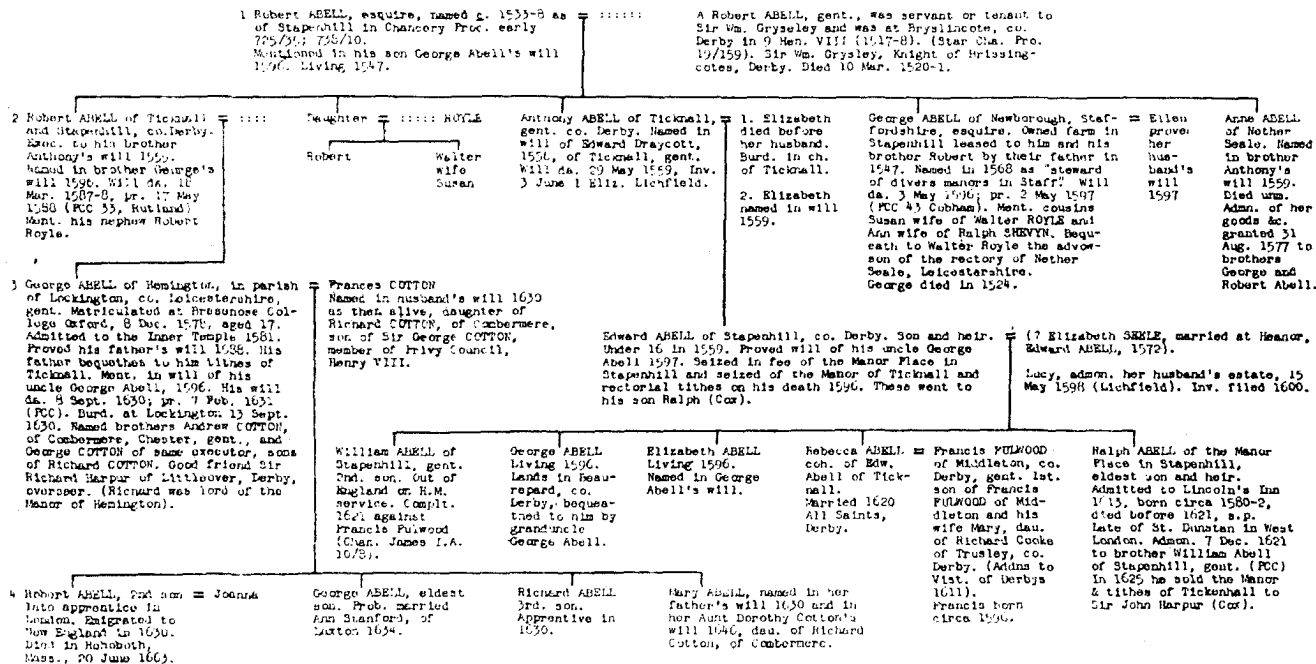 1 Robert ABELL, esquire, named c. 1533-8 as = ::::::
of Stapenhill in Chancery Proc. early
775/35; 738/10.
Mentioned in his son George Abell's will
1596. Living 1547.
A Robert ABELL, gent., was servant or tenant to
Sir Wm. Gryseley and was at Bryslincote, co.
Derby in 9 Hen. VIII (1517-8). (Star Cha. Pro.
19/159). Sir Wm. Grysley, Knight of Brissing-
cotes, Derby. Died 10 Mar. 1520-1.
2 Robert ABELL of Ticknall = ::::
and Stapenhill, co.Derby.
Exec. to his brother
Anthony's will 1559.
Named in brother George's
will 1596. Will da. 18
Mar. 1587-8, pr. 17 May
1588 (PCC 33, Rutland)
Ment. his nephew Robert
Royle.
Daughter = ::::: ROYLE
Robert
Walter
wife
Susan
Anthony ABELL of Ticknall, =
gent. co. Derby. Named in
will of Edward Draycott,
1556, of Ticknall, gent.
Will da. 29 May 1559, Inv.
3 June 1 Eliz. Lichfield.
1. Elizabeth
died before
her husband.
Burd. in ch.
of Ticknall.
2. Elizabeth
named in will
1559.
George ABELL of Newborough, Staf-
fordshire, esquire. Owned farm in
Stapenhill leased to him and his
brother Robert by their father in
1547. Named in 1568 as "steward
of divers manors in Staff" Will
da. 3 May 1596; pr. 2 May 1597
(PCC 43 Cobham). Ment. cousins
Susan wife of Walter ROYLE and
Ann wife of Ralph SHEVYN. Beque-
ath to Walter Royle the advow-
son of the rectory of Nether
Seale, Leicestershire.
George died in 1524.
= Ellen
proved
her
hus-
band's
will
1597
Anne ABELL
of Nether
Seale. Named
in brother
Anthony's
will 1559.
Died unm.
Admn. of her
goods &c.
granted 31
Aug. 1577 to
brothers
George and
Robert Abell.
3 George ABELL of Hemington, in parish =
of Lockington, co. Leicestershire,
gent. Matriculated at Brasenose Col-
lege Oxford, 8 Dec. 1578, aged 17.
Admitted to the Inner Temple 1581.
Proved his father's will 1588. His
father bequethes to him tithes of
Ticknall. Ment. in will of his
uncle George Abell, 1596. His will
da. 8 Sept. 1630; pr. 7 Feb. 1631
(PCC). Burd. at Lockington 13 Sept.
1630. Named brothers Andrew COTTON,
of Combermere, Chester, gent., and
George COTTON of same executor, sons
of Richard COTTON. Good friend Sir
Richard Harpur of Littleover, Derby,
overseer. (Richard was lord of the
Manor of Hemington).
Frances COTTON
Named in husband's will 1630
as then alive, daughter of
Richard COTTON, of Combermere,
son of Sir George COTTON,
member of Privy Council,
Henry VIII.
Edward ABELL of Stapenhill, co. Derby. Son and heir. =
Under 16 in 1559. Proved will of his uncle George
Abell 1597. Seized in fee of the Manor Place in
Stapenhill and seized of the Manor of Ticknall and
rectorial tithes on his death 1596. These went to
his son Ralph (Cox).
(? Elizabeth SEELE, married at Heanor,
Edward ABELL, 1572).
Lucy, admon. her husband's estate, 15
May 1598 (Lichfield). Inv. filed 1600.
William ABELL of
Stapenhill, gent.
2nd. son. Out of
England on H.M.
service. Complt.
1621 against
Francis Fulwood
(Chan. James I.A.
10/8).
George ABELL
Living 1596.
Lands in Beau-
repard, co.
Derby, bequea-
thed to him by
granduncle
George Abell.
Elizabeth ABELL
Living 1596.
Named in George
Abell's will.
Rebecca ABELL =
coh. of Edw.
Abell of Tick-
nall.
Married 1620
All Saints,
Derby.
Francis FULWOOD
of Middleton, co.
Derby, gent. 1st.
son of Francis
FULWOOD of Mid-
dleton and his
wife Mary, dau.
of Richard Cooke
of Trusley, co.
Derby. (Addns to
Vist. of Derbys
1611).
Francis born
circa 1596.
Ralph ABELL of the Manor
Place in Stapenhill,
eldest son and heir.
Admitted to Lincoln's Inn
born circa 1580-2,
died before 1621, s.p.
Late of St. Dunstan in West
London. Admon. 7 Dec. 1621
to brother William Abell
of Stapenhill, gent. (PCC)
In 1625 he sold the Manor
& tithes of Tickenhall to
Sir John Harpur (Cox).
4 Robert ABELL, 2nd son = Joanna
Into apprentice in
London. Emigrated to
New England in 1630.
Died in Rehoboth,
Mass., 20 June 1663.
George ABELL, eldest
son. Prob. married
Ann Stanford, of
Luxton 1634.
Richard ABELL
3rd. son.
Apprentice in
1630.
Mary ABELL, named in her
father's will 1630 and in
her Aunt Dorothy Cotton's
will 1646, dau. of Richard
Cotton, of Combermere.